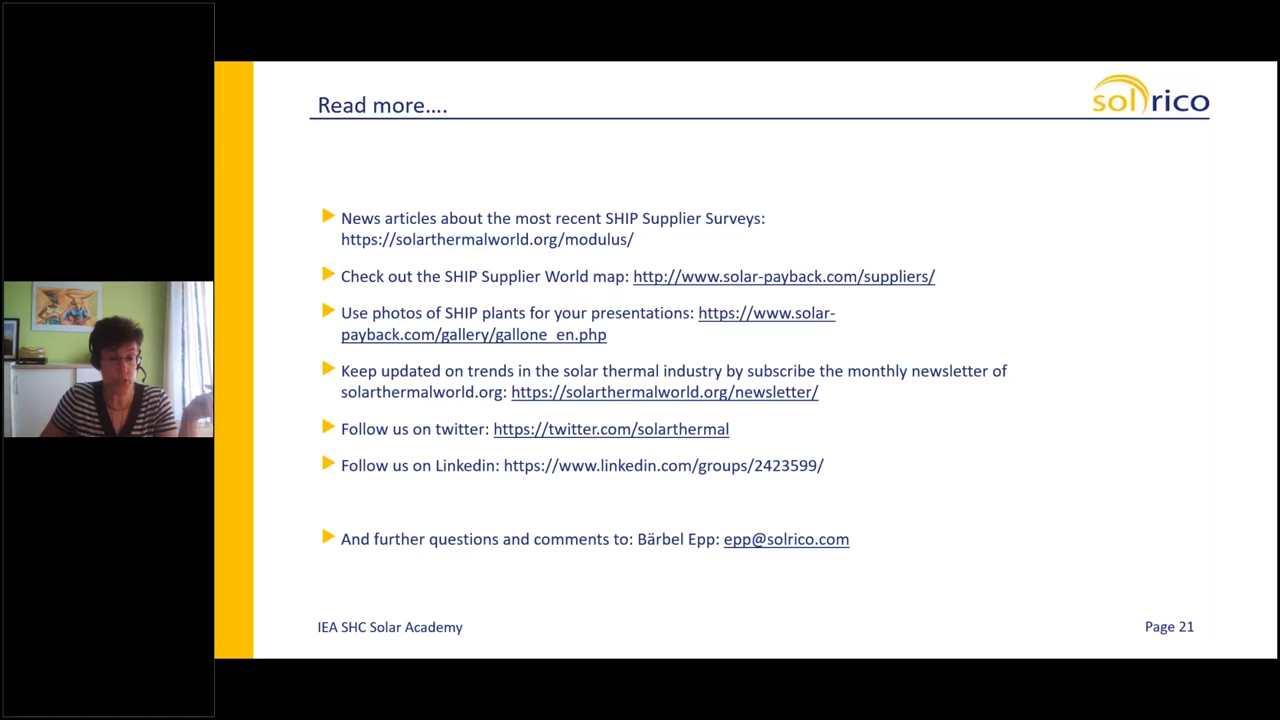 Read more....
solrico
News articles about the most recent SHIP Supplier Surveys:
https://solarthermalworld.org/modulus/
Check out the SHIP Supplier World map: http://www.solar-payback.com/suppliers/
Use photos of SHIP plants for your presentations: https://www.solar-
payback.com/gallery/gallone_en.php
Keep updated on trends in the solar thermal industry by subscribe the monthly newsletter of
solarthermalworld.org: https://solarthermalworld.org/newsletter/
Follow us on twitter: https://twitter.com/solarthermal
Follow us on Linkedin: https://www.linkedin.com/groups/2423599/
And further questions and comments to: Bärbel Epp: epp@solrico.com
IEA SHC Solar Academy
Page 21